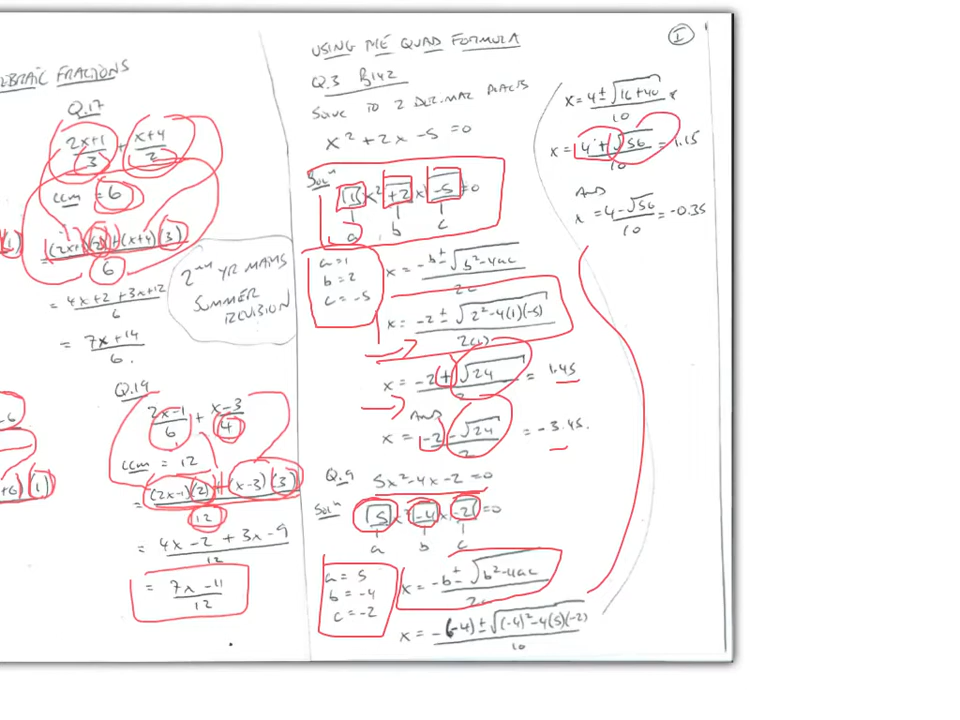 EBRAIC FRACTIONS
Q.17
2x+1/3 + x+4/2
LCM = 6
(1) (2x+1)(2)+(x+4)(3)/6
= 4x+2+3x+12/6
= 7x+14/6.
2nd YR MATHS
SUMMER
REVISION
Q.19
2x-1/6 + x-3/4
LCM = 12
+6) (1) = (2x-1)(2)+(x-3)(3)/12
= 4x-2+3x-9/12
= 7x-11/12
USING THE QUAD FORMULA
Q.3 B142
SOLVE TO 2 DECIMAL PLACES
x²+2x-5=0
Solⁿ
(1)x²+2x-5=0
a b c
a=1
b=2
c=-5
x = -b±√b²-4ac/2a
x = -2±√2²-4(1)(-5)/2(1)
x = -2+√24/2 = 1.45
AND
x = -2-√24/2 = -3.45.
Q.9 5x²-4x-2=0
Solⁿ 5x²-4x-2=0
a b c
a=5
b=-4
c=-2
x = -b±√b²-4ac/2a
x = -(-4)±√(-4)²-4(5)(-2)/10
I
x = 4±√16+40/10
x = 4+√56/10 = 1.15
AND
x = 4-√56/10 = -0.35